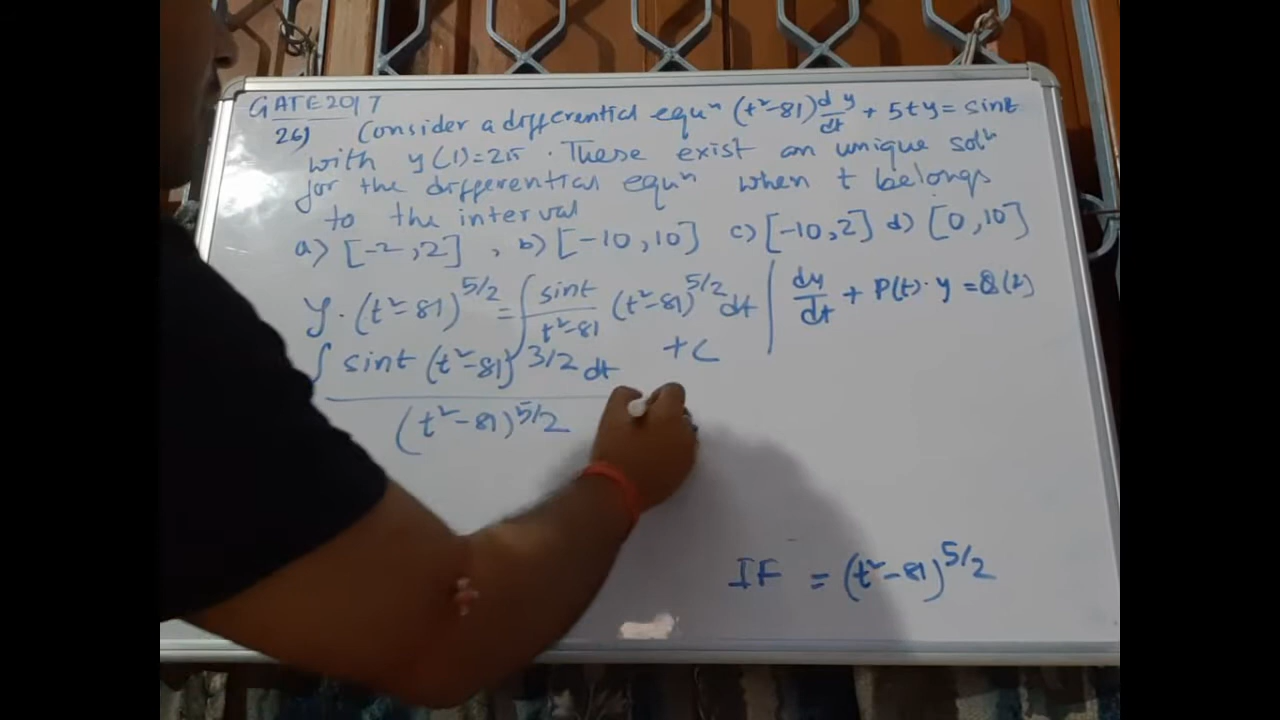 GATE 2017
26) Consider a differential equⁿ (t²-81) dy/dt + 5ty = sint
with y(1)=2π. These exist an unique solⁿ
for the differential equⁿ when t belongs
to the interval
a) [-2,2], b) [-10,10] c) [-10,2] d) [0,10]
y·(t²-81)^5/2 = ∫ sint/(t²-81) (t²-81)^5/2 dt + C
dy/dt + P(t)·y = Q(t)
∫ sint (t²-81)^3/2 dt
(t²-81)^5/2
IF = (t²-81)^5/2